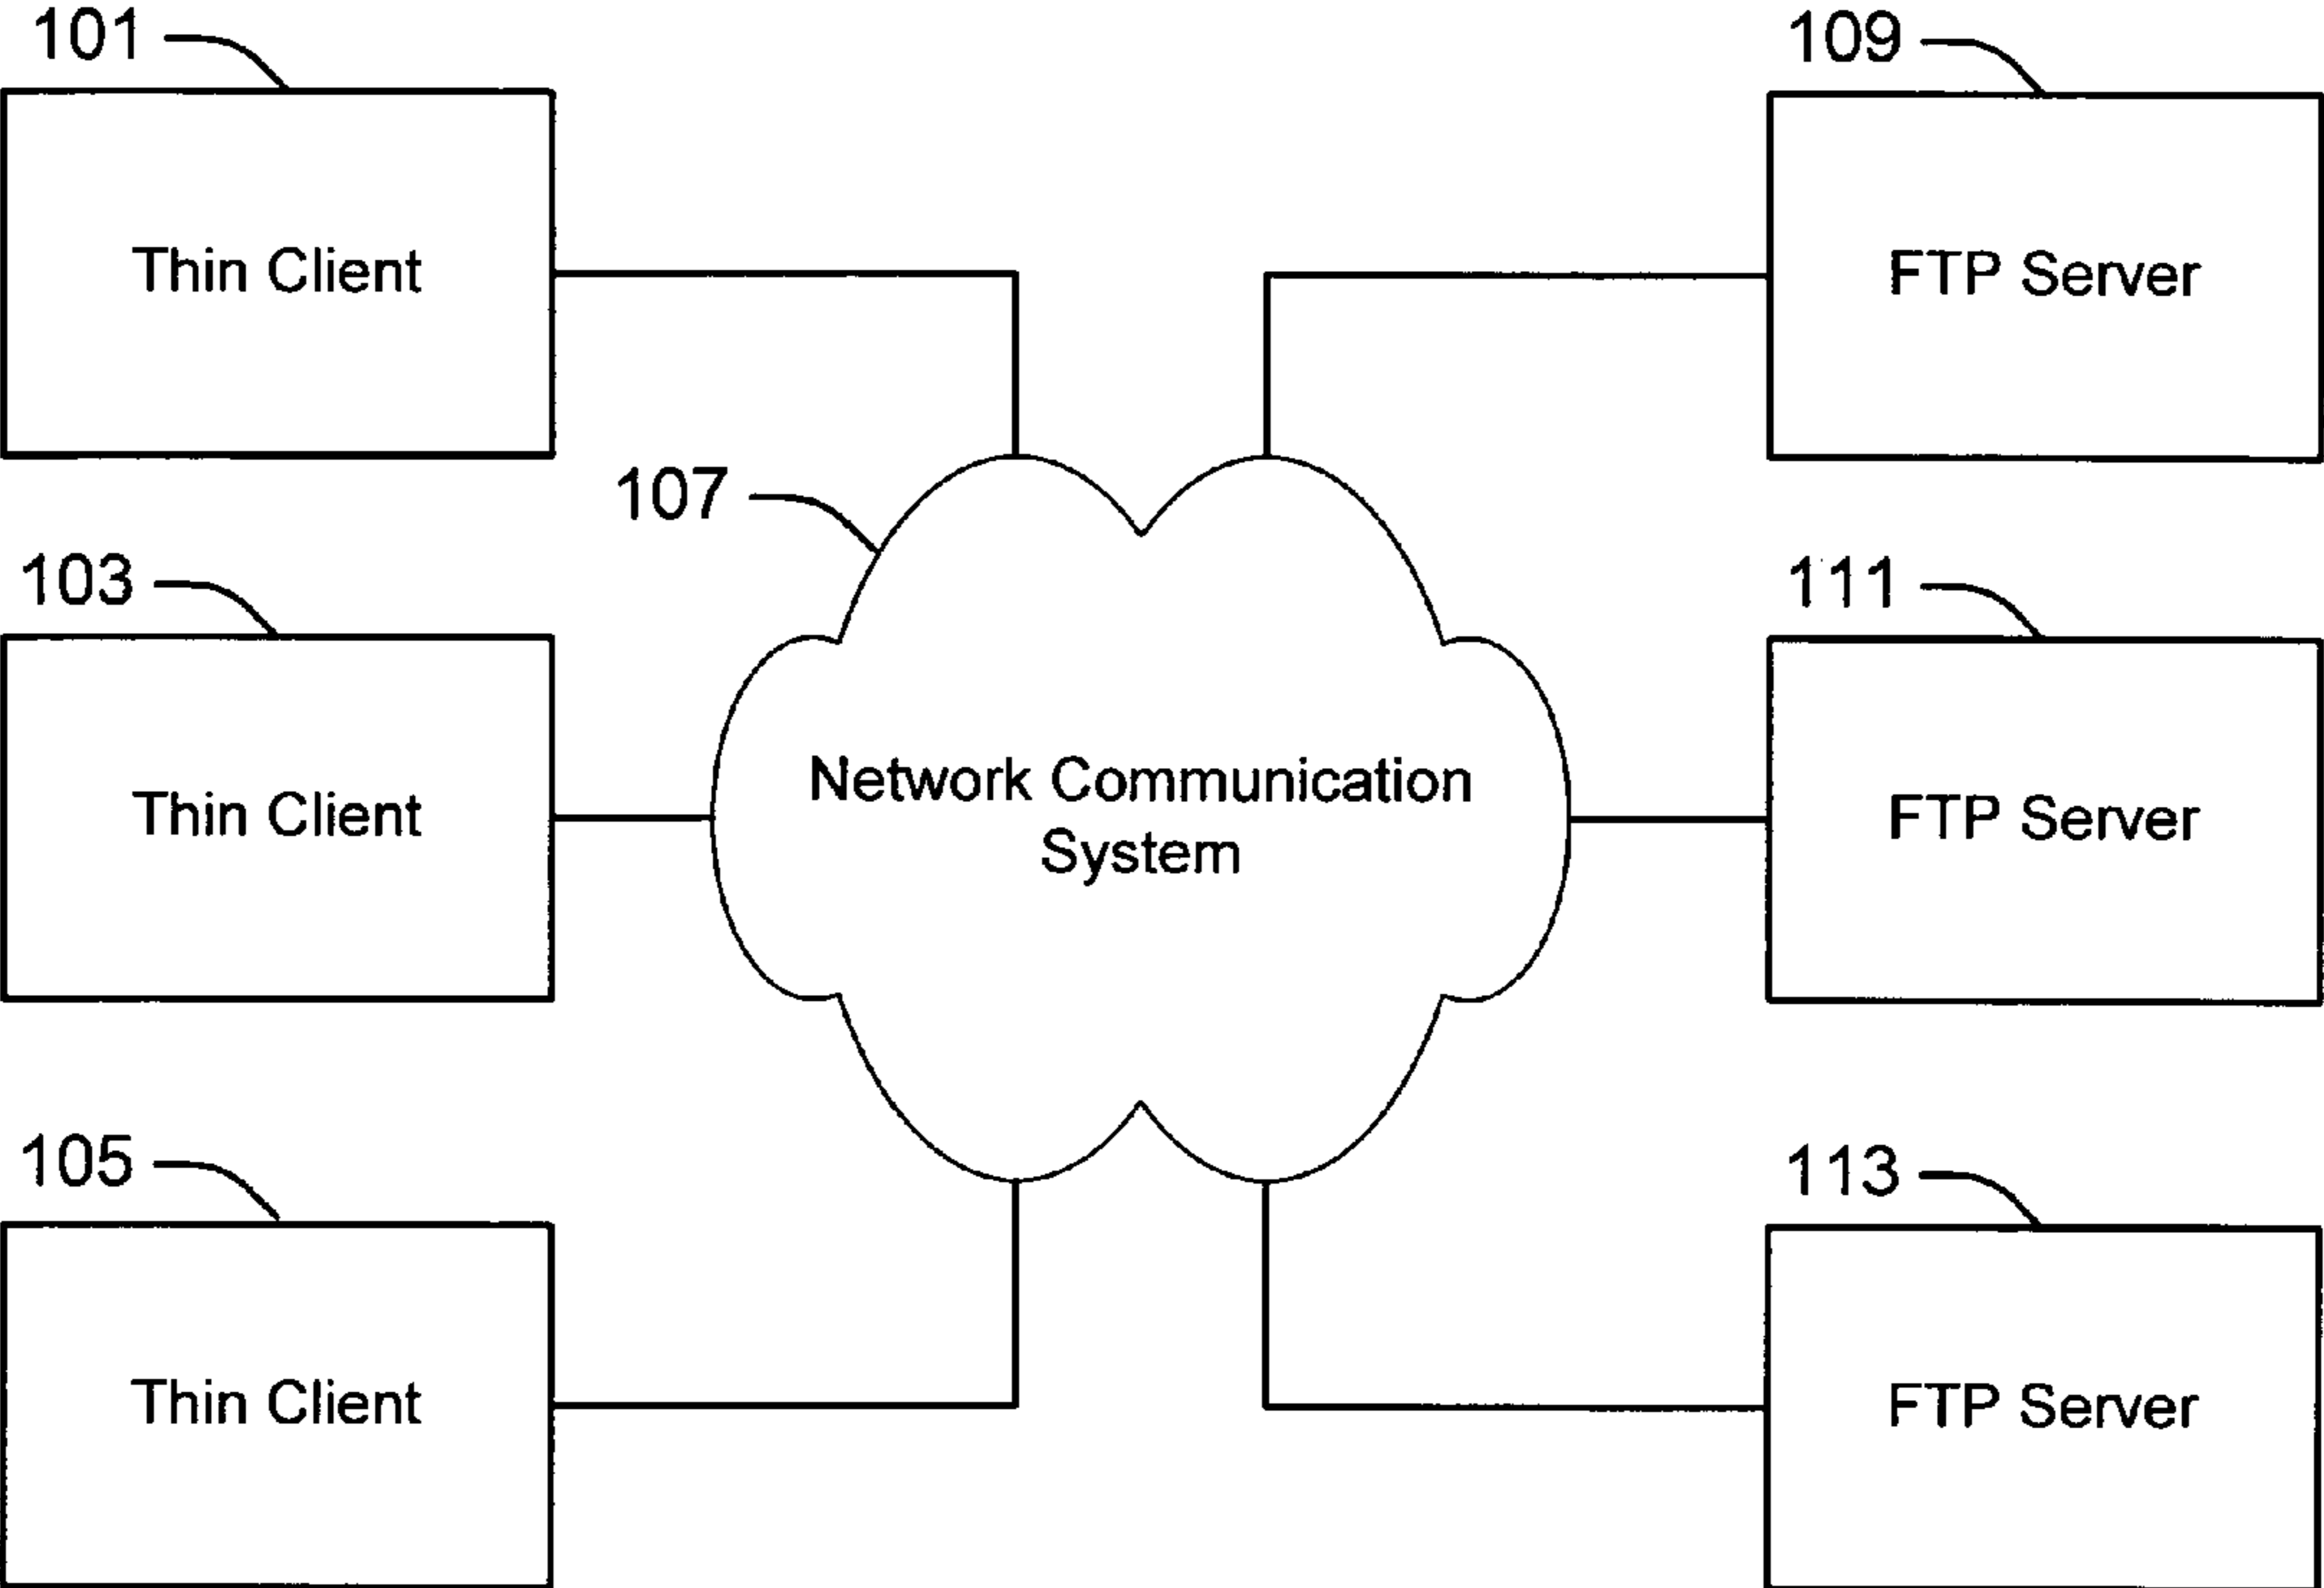 101
109
Thin Client
FTP Server
107
103
111
Network Communication
System
Thin Client
FTP Server
105
113
Thin Client
FTP Server